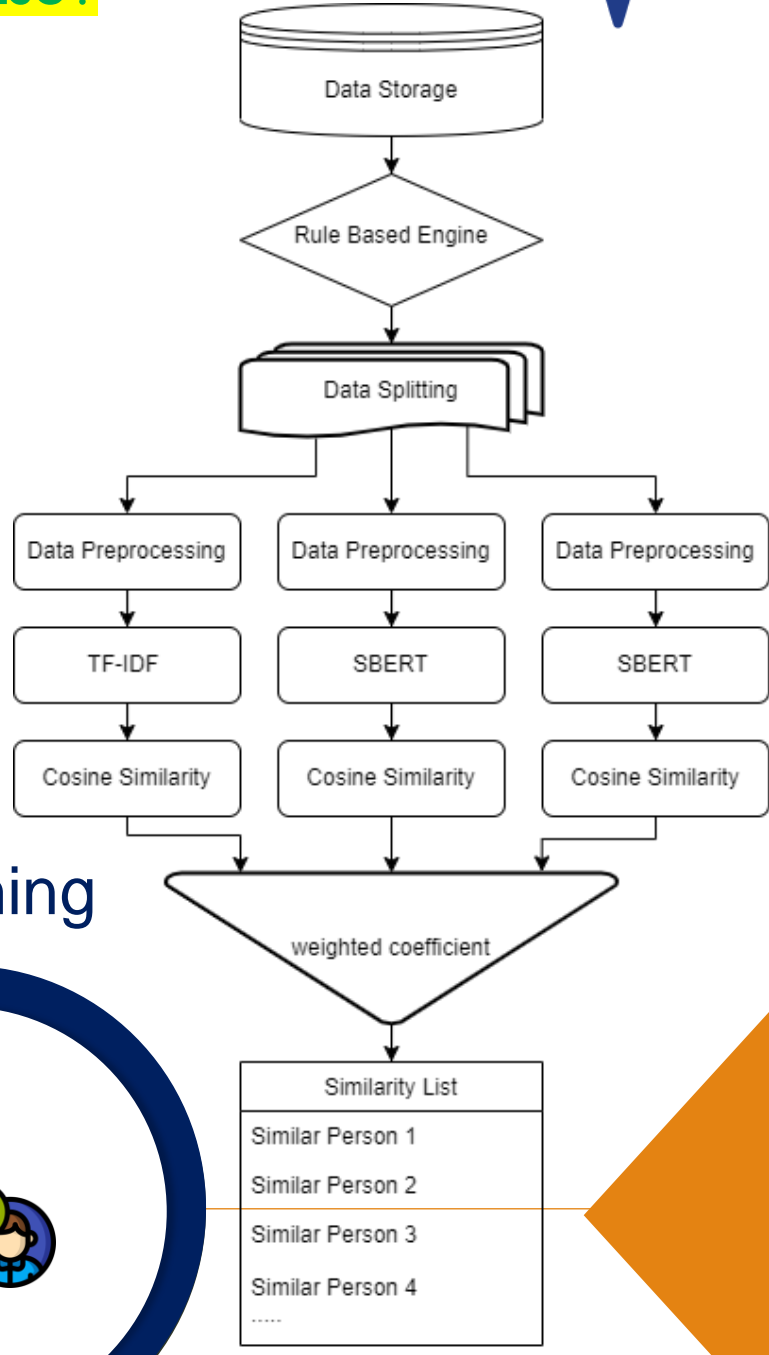 Data Storage
Rule Based Engine
Data Splitting
Data Preprocessing Data Preprocessing Data Preprocessing
TF-IDF SBERT SBERT
Cosine Similarity Cosine Similarity Cosine Similarity
weighted coefficient
Similarity List
Similar Person 1
Similar Person 2
Similar Person 3
Similar Person 4
.....